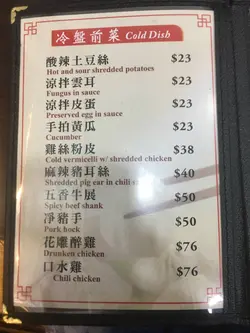 冷盤前菜 Cold Dish
酸辣土豆絲 $23
Hot and sour shredded potatoes
涼拌雲耳 $23
Fungus in sauce
涼拌皮蛋 $23
Preserved egg in sauce
手拍黃瓜 $23
Cucumber
雞絲粉皮 $38
Cold vermicelli w/ shredded chicken
麻辣豬耳絲 $40
Shredded pig ear in chili
五香牛展 $50
Spicy beef shank
凈豬手 $50
Pork hock
花雕醉雞 $76
Drunken chicken
口水雞 $76
Chili chicken